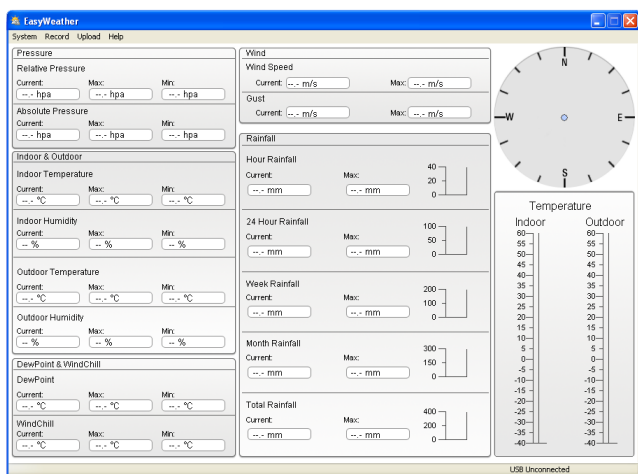 EasyWeather
System Record Upload Help
Pressure
Relative Pressure
Current: Max: Min:
--.- hpa --.- hpa --.- hpa
Absolute Pressure
Current: Max: Min:
--.- hpa --.- hpa --.- hpa
Indoor & Outdoor
Indoor Temperature
Current: Max: Min:
--.- °C --.- °C --.- °C
Indoor Humidity
Current: Max: Min:
-- % -- % -- %
Outdoor Temperature
Current: Max: Min:
--.- °C --.- °C --.- °C
Outdoor Humidity
Current: Max: Min:
-- % -- % -- %
DewPoint & WindChill
DewPoint
Current: Max: Min:
--.- °C --.- °C --.- °C
WindChill
Current: Max: Min:
--.- °C --.- °C --.- °C
Wind
Wind Speed
Current: --.- m/s Max: --.- m/s
Gust
Current: --.- m/s Max: --.- m/s
Rainfall
Hour Rainfall
Current: Max:
--.- mm --.- mm
40
20
0
24 Hour Rainfall
Current: Max:
--.- mm --.- mm
100
50
0
Week Rainfall
Current: Max:
--.- mm --.- mm
200
100
0
Month Rainfall
Current: Max:
--.- mm --.- mm
300
150
0
Total Rainfall
Current: Max:
--.- mm --.- mm
400
200
0
N
W E
S
Temperature
Indoor Outdoor
60 60
55 55
50 50
45 45
40 40
35 35
30 30
25 25
20 20
15 15
10 10
5 5
0 0
-5 -5
-10 -10
-15 -15
-20 -20
-25 -25
-30 -30
-35 -35
-40 -40
USB Unconnected